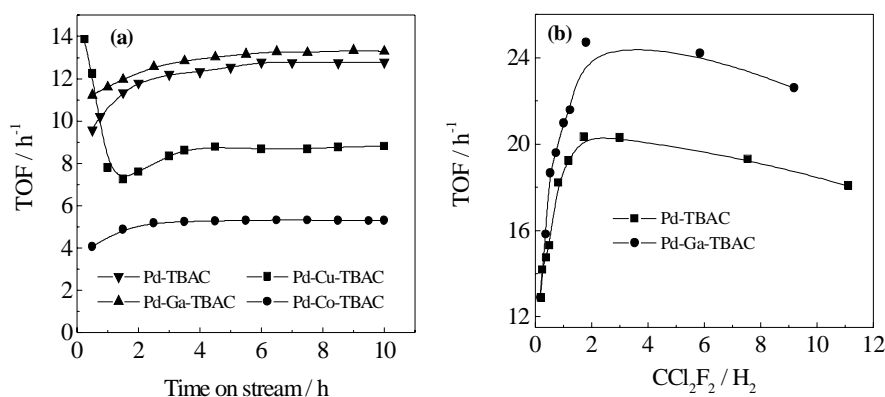 (a)
TOF / h⁻¹
14
12
10
8
6
4
2
0
Pd-TBAC
Pd-Cu-TBAC
Pd-Ga-TBAC
Pd-Co-TBAC
0 2 4 6 8 10
Time on stream / h
(b)
TOF / h⁻¹
24
20
16
12
Pd-TBAC
Pd-Ga-TBAC
0 2 4 6 8 10 12
CCl₂F₂ / H₂